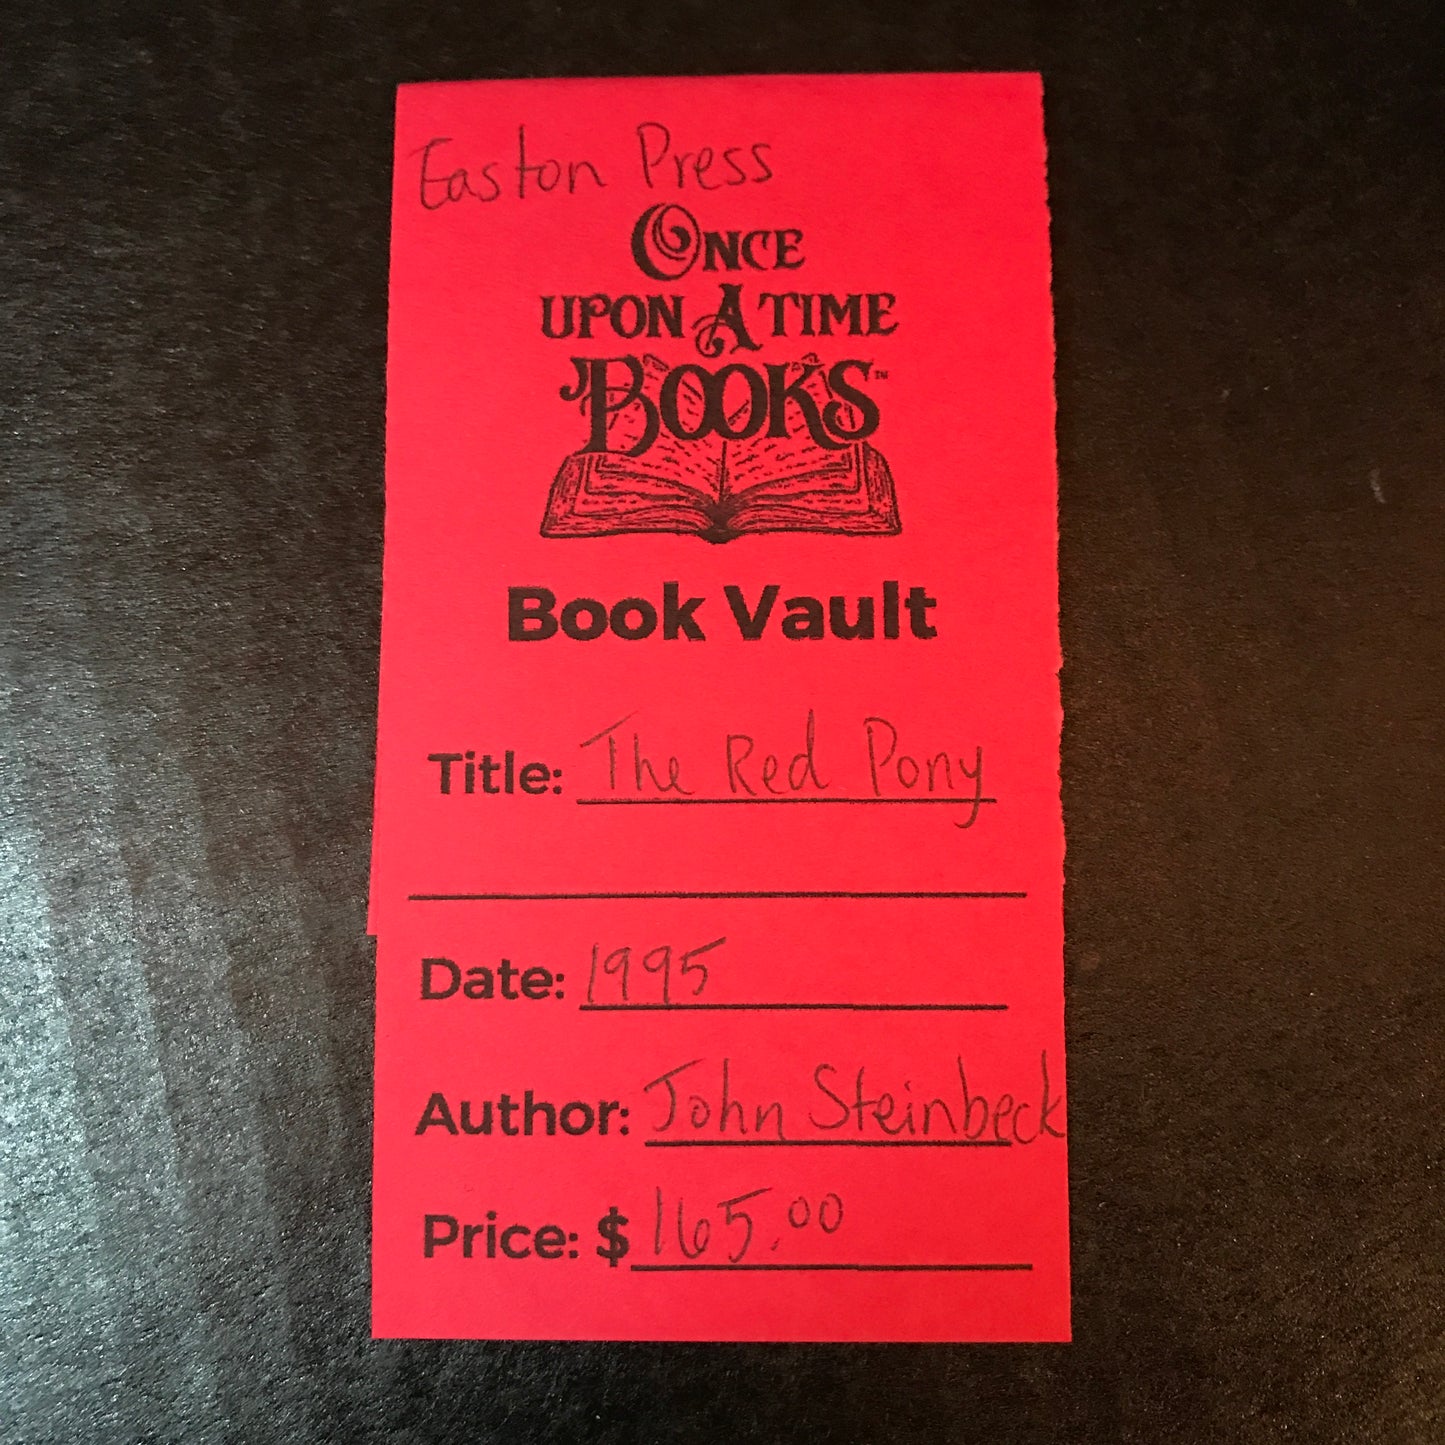 Easton Press
ONCE
UPON A TIME
BOOKS™
Book Vault
Title: The Red Pony
Date: 1995
Author: John Steinbeck
Price: $165.00